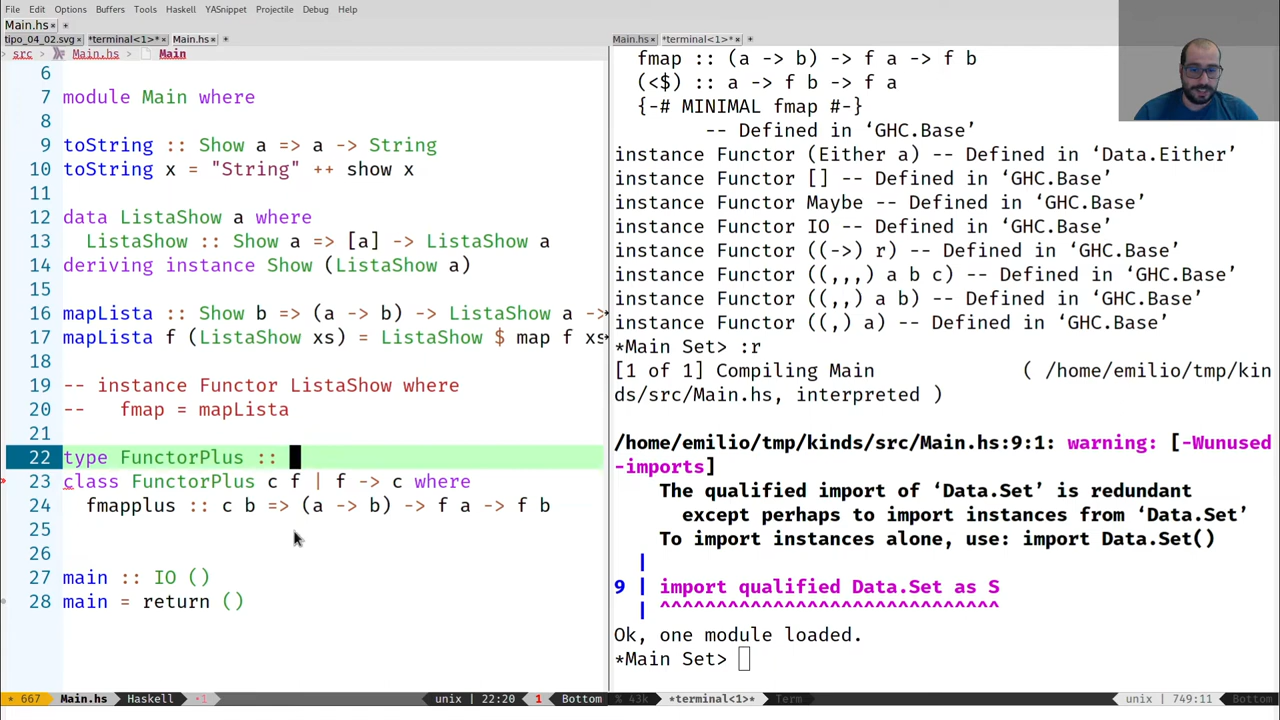 File Edit Options Buffers Tools Haskell YASnippet Projectile Debug Help
Main.hs
tipo_04_02.svg *terminal<1>* Main.hs
src > Main.hs > Main
6
7 module Main where
8
9 toString :: Show a => a -> String
10 toString x = "String" ++ show x
11
12 data ListaShow a where
13 ListaShow :: Show a => [a] -> ListaShow a
14 deriving instance Show (ListaShow a)
15
16 mapLista :: Show b => (a -> b) -> ListaShow a ->
17 mapLista f (ListaShow xs) = ListaShow $ map f xs
18
19 -- instance Functor ListaShow where
20 --   fmap = mapLista
21
22 type FunctorPlus ::
23 class FunctorPlus c f | f -> c where
24 fmapplus :: c b => (a -> b) -> f a -> f b
25
26
27 main :: IO ()
28 main = return ()
* 667 Main.hs Haskell •1 unix | 22:20 1 Bottom
Main.hs *terminal<1>*
fmap :: (a -> b) -> f a -> f b
(<$) :: a -> f b -> f a
{-# MINIMAL fmap #-}
-- Defined in ‘GHC.Base’
instance Functor (Either a) -- Defined in ‘Data.Either’
instance Functor [] -- Defined in ‘GHC.Base’
instance Functor Maybe -- Defined in ‘GHC.Base’
instance Functor IO -- Defined in ‘GHC.Base’
instance Functor ((->) r) -- Defined in ‘GHC.Base’
instance Functor ((,,,) a b c) -- Defined in ‘GHC.Base’
instance Functor ((,,) a b) -- Defined in ‘GHC.Base’
instance Functor ((,) a) -- Defined in ‘GHC.Base’
*Main Set> :r
[1 of 1] Compiling Main ( /home/emilio/tmp/kin
ds/src/Main.hs, interpreted )
/home/emilio/tmp/kinds/src/Main.hs:9:1: warning: [-Wunused
-imports]
The qualified import of ‘Data.Set’ is redundant
except perhaps to import instances from ‘Data.Set’
To import instances alone, use: import Data.Set()
|
9 | import qualified Data.Set as S
| ^^^^^^^^^^^^^^^^^^^^^^^^^^^^^^
Ok, one module loaded.
*Main Set>
% 43k *terminal<1>* Term unix | 749:11 Bottom